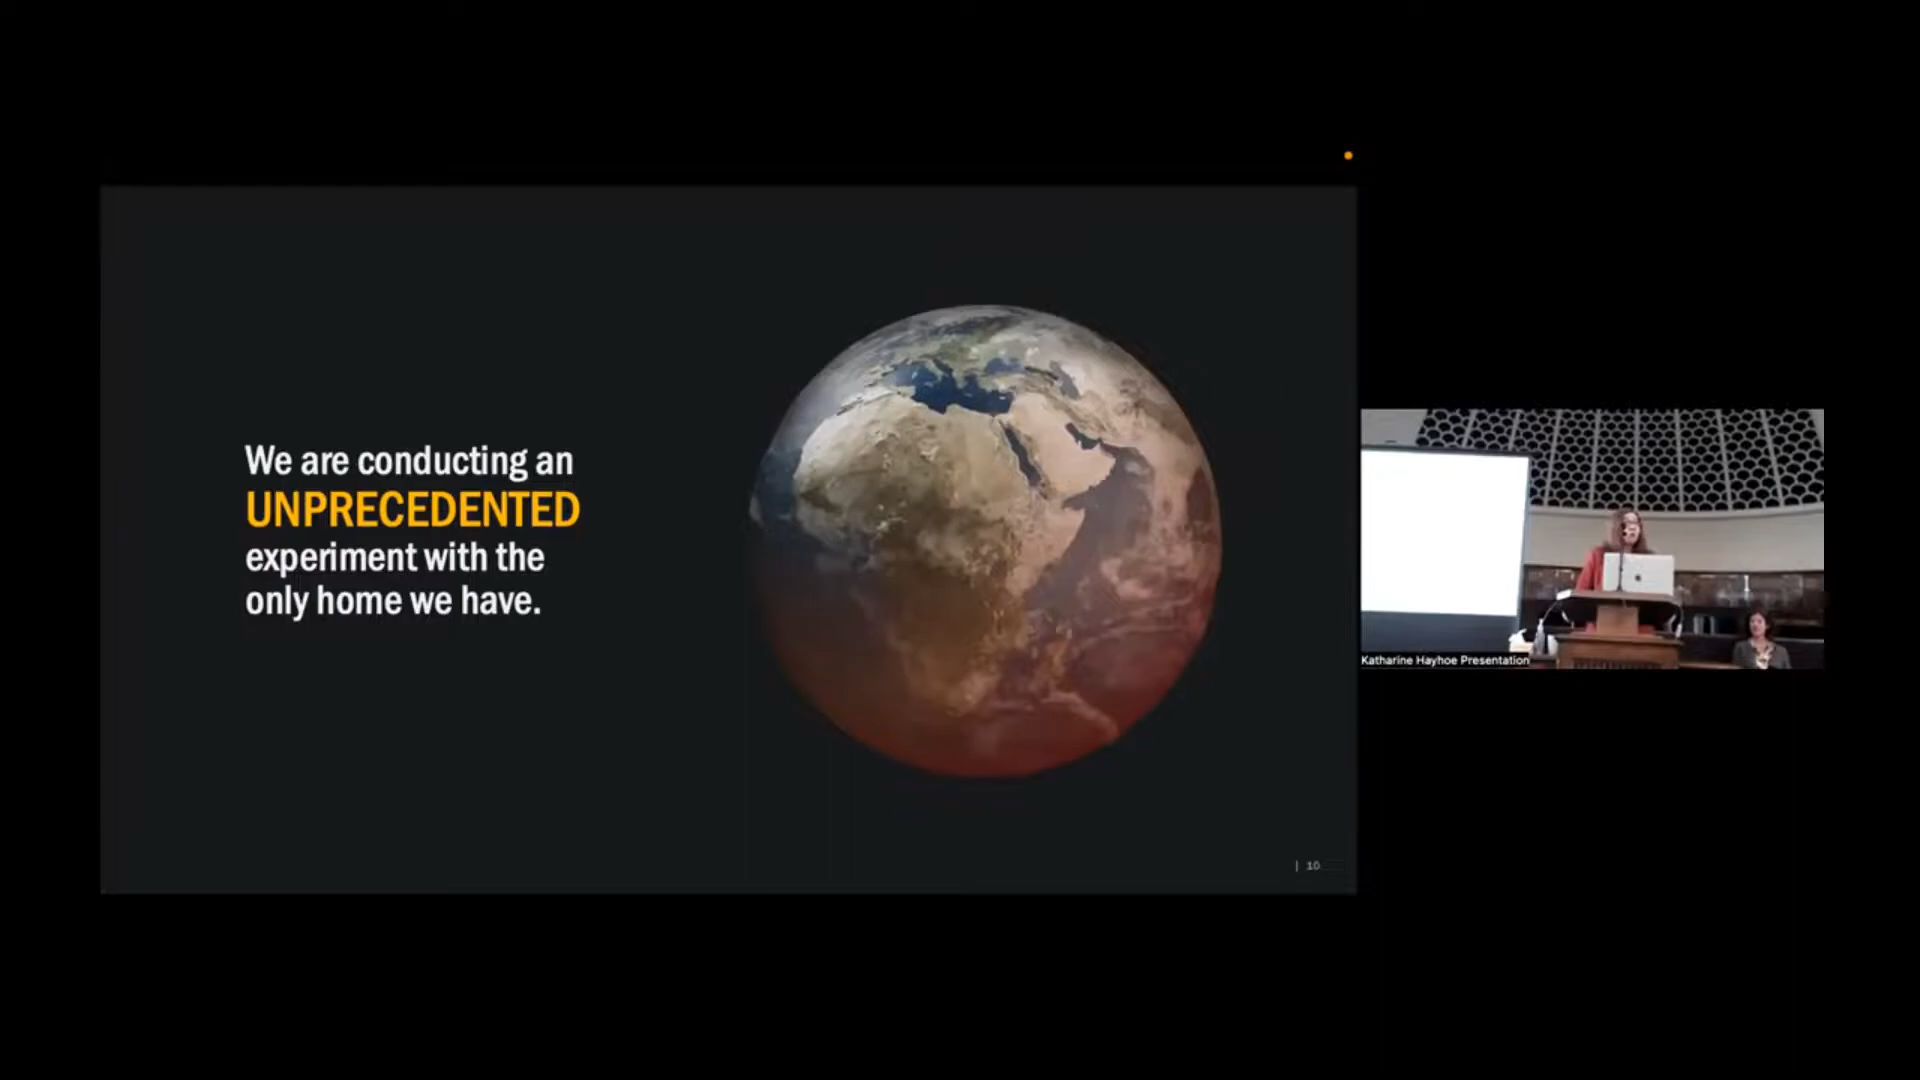 We are conducting an
UNPRECEDENTED
experiment with the
only home we have.
| 10
Katharine Hayhoe Presentation